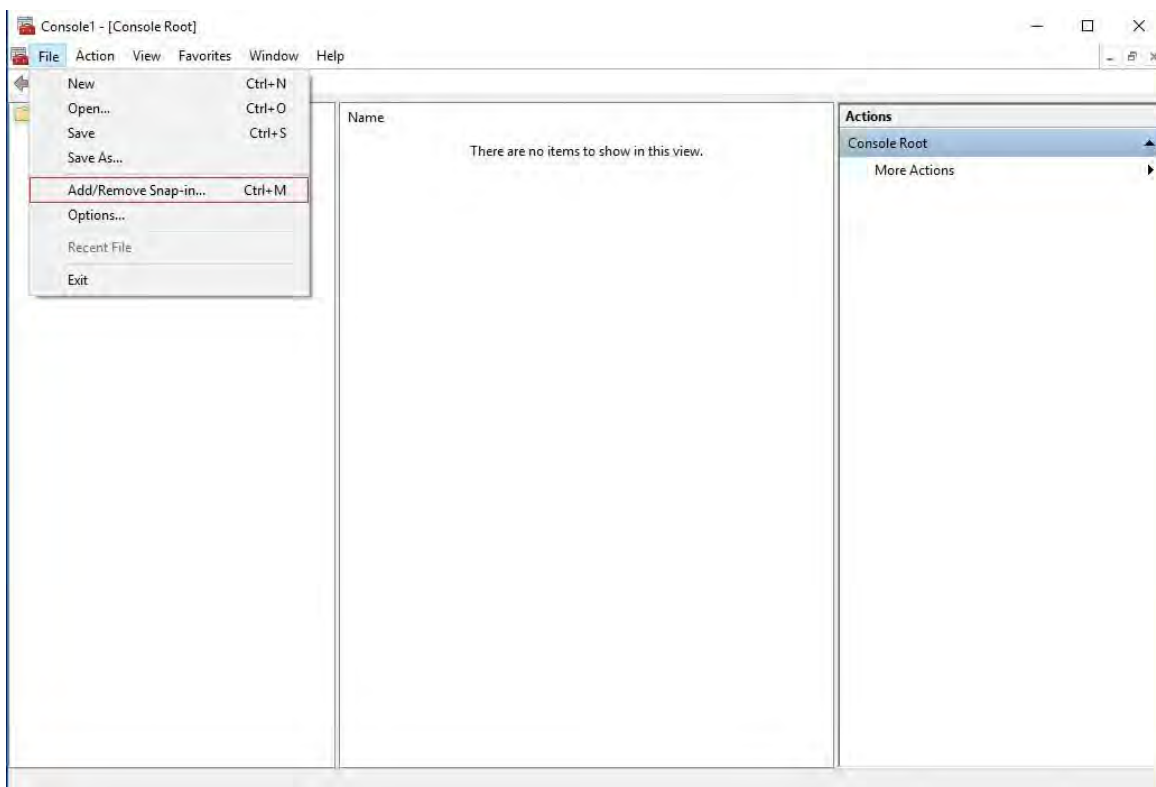 Console1 - [Console Root]
File Action View Favorites Window Help
New Ctrl+N
Open... Ctrl+O
Save Ctrl+S
Save As...
Add/Remove Snap-in... Ctrl+M
Options...
Recent File
Exit
Name
There are no items to show in this view.
Actions
Console Root
More Actions